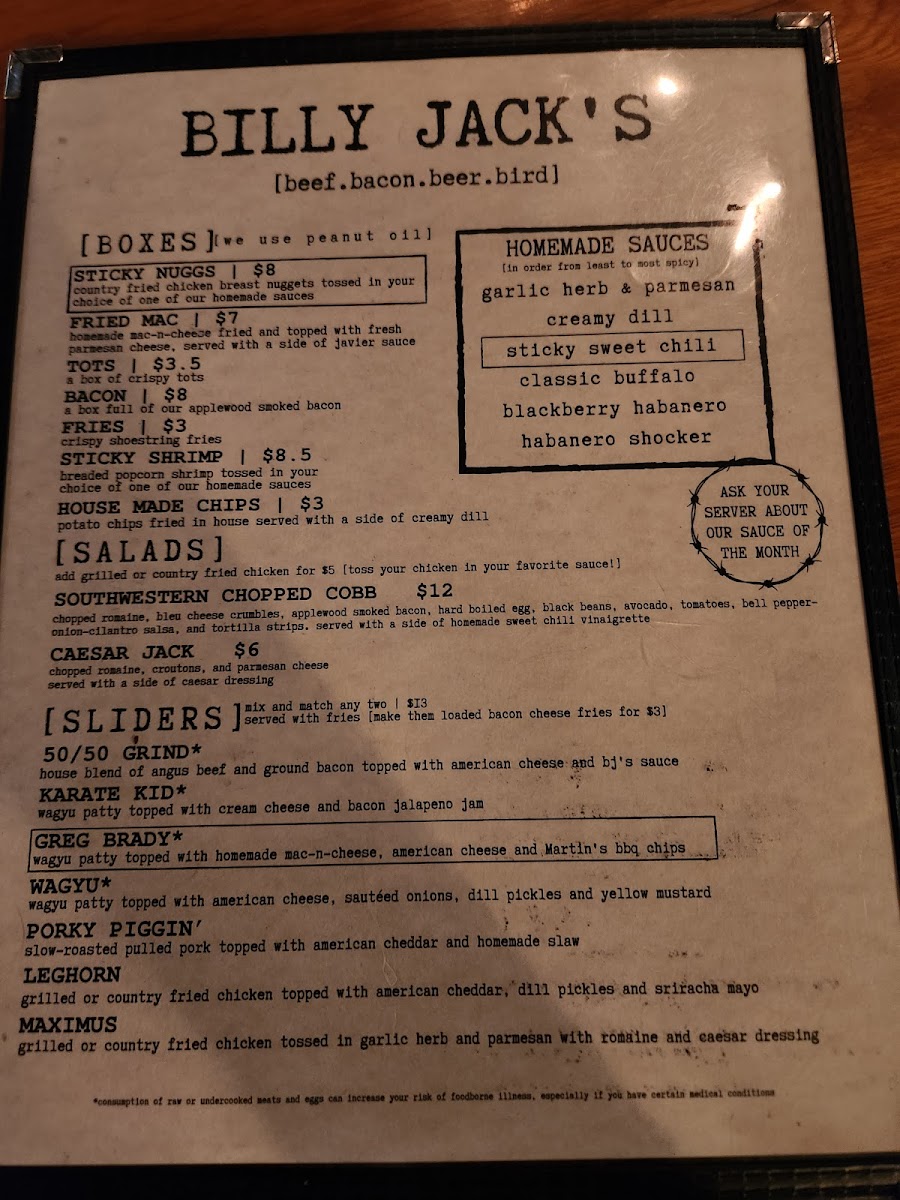 BILLY JACK'S
[beef.bacon.beer.bird]
[BOXES][we use peanut oil]
STICKY NUGGS | $8
country fried chicken breast nuggets tossed in your
choice of one of our homemade sauces
FRIED MAC | $7
homemade mac-n-cheese fried and topped with fresh
parmesan cheese, served with a side of javier sauce
TOTS | $3.5
a box of crispy tots
BACON | $8
a box full of our applewood smoked bacon
FRIES | $3
crispy shoestring fries
STICKY SHRIMP | $8.5
breaded popcorn shrimp tossed in your
choice of one of our homemade sauces
HOUSE MADE CHIPS | $3
potato chips fried in house served with a side of creamy dill
HOMEMADE SAUCES
[in order from least to most spicy]
garlic herb & parmesan
creamy dill
sticky sweet chili
classic buffalo
blackberry habanero
habanero shocker
ASK YOUR
SERVER ABOUT
OUR SAUCE OF
THE MONTH
[SALADS]
add grilled or country fried chicken for $5 [toss your chicken in your favorite sauce!]
SOUTHWESTERN CHOPPED COBB $12
chopped romaine, bleu cheese crumbles, applewood smoked bacon, hard boiled egg, black beans, avocado, tomatoes, bell pepper-
onion-cilantro salsa, and tortilla strips. served with a side of homemade sweet chili vinaigrette
CAESAR JACK $6
chopped romaine, croutons, and parmesan cheese
served with a side of caesar dressing
[SLIDERS] mix and match any two | $13
served with fries [make them loaded bacon cheese fries for $3]
50/50 GRIND*
house blend of angus beef and ground bacon topped with american cheese and bj's sauce
KARATE KID*
wagyu patty topped with cream cheese and bacon jalapeno jam
GREG BRADY*
wagyu patty topped with homemade mac-n-cheese, american cheese and Martin's bbq chips
WAGYU*
wagyu patty topped with american cheese, sautéed onions, dill pickles and yellow mustard
PORKY PIGGIN'
slow-roasted pulled pork topped with american cheddar and homemade slaw
LEGHORN
grilled or country fried chicken topped with american cheddar, dill pickles and sriracha mayo
MAXIMUS
grilled or country fried chicken tossed in garlic herb and parmesan with romaine and caesar dressing
*consumption of raw or undercooked meats and eggs can increase your risk of foodborne illness, especially if you have certain medical conditions